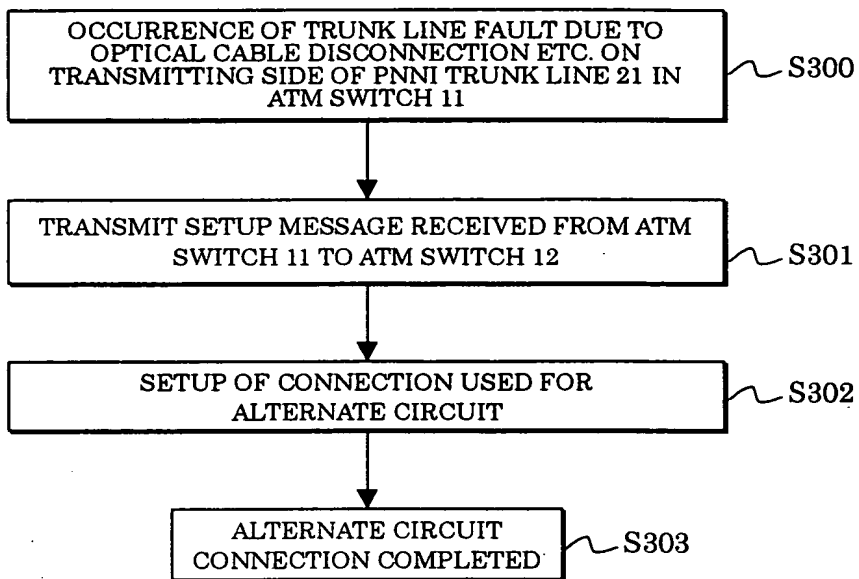 OCCURRENCE OF TRUNK LINE FAULT DUE TO
OPTICAL CABLE DISCONNECTION ETC. ON
TRANSMITTING SIDE OF PNNI TRUNK LINE 21 IN
ATM SWITCH 11
S300
TRANSMIT SETUP MESSAGE RECEIVED FROM ATM
SWITCH 11 TO ATM SWITCH 12
S301
SETUP OF CONNECTION USED FOR
ALTERNATE CIRCUIT
S302
ALTERNATE CIRCUIT
CONNECTION COMPLETED
S303